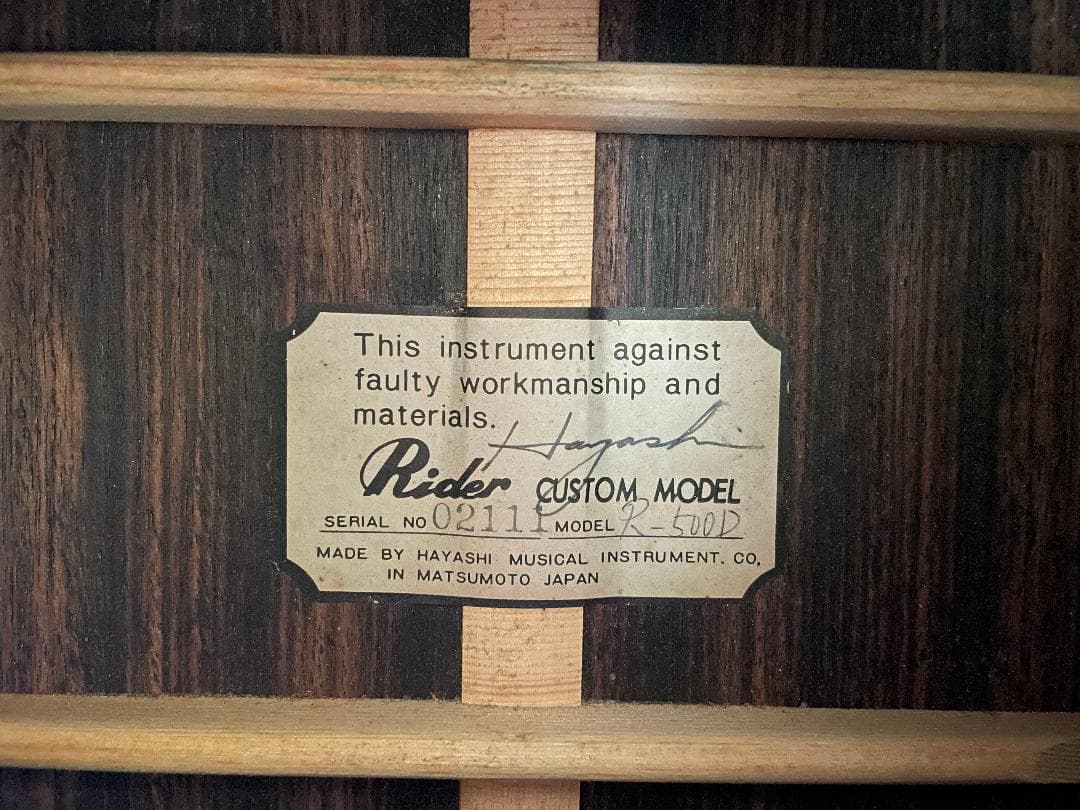 This instrument against
faulty workmanship and
materials.
Hayashi
Rider CUSTOM MODEL
SERIAL NO 02111 MODEL R-500D
MADE BY HAYASHI MUSICAL INSTRUMENT. CO,
IN MATSUMOTO JAPAN